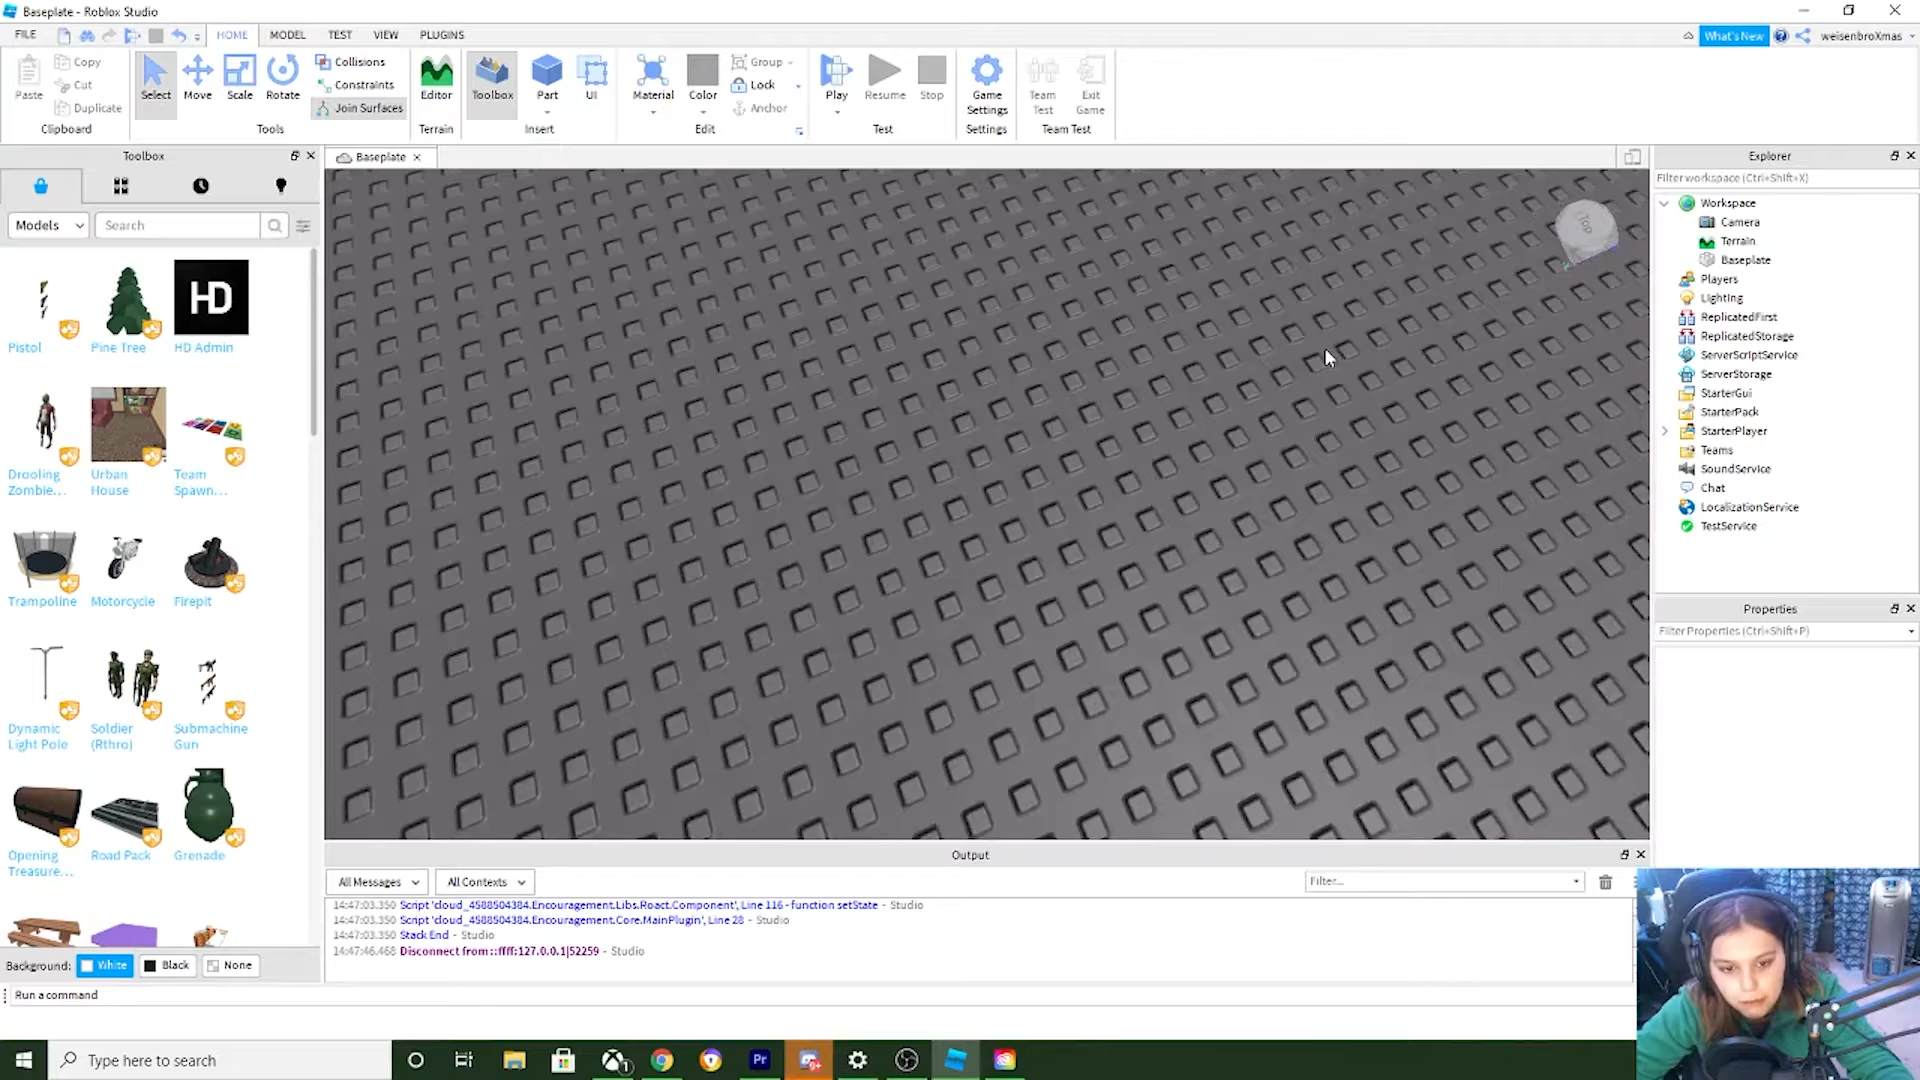 Baseplate - Roblox Studio
FILE
HOME
MODEL
TEST
VIEW
PLUGINS
What's New
weisenbroXmas
Paste
Copy
Cut
Duplicate
Clipboard
Select
Move
Scale
Rotate
Collisions
Constraints
Join Surfaces
Tools
Editor
Terrain
Toolbox
Part
UI
Insert
Material
Color
Group
Lock
Anchor
Edit
Play
Resume
Stop
Test
Game
Settings
Settings
Team
Test
Exit
Game
Team Test
Toolbox
Models
Search
Pistol
Pine Tree
HD
HD Admin
Drooling
Zombie...
Urban
House
Team
Spawn...
Trampoline
Motorcycle
Firepit
Dynamic
Light Pole
Soldier
(Rthro)
Submachine
Gun
Opening
Treasure...
Road Pack
Grenade
Background:
White
Black
None
Run a command
Baseplate
Top
Output
All Messages
All Contexts
Filter...
14:47:03.350 Script 'cloud_4588504384.Encouragement.Libs.Roact.Component', Line 116 - function setState - Studio
14:47:03.350 Script 'cloud_4588504384.Encouragement.Core.MainPlugin', Line 28 - Studio
14:47:03.350 Stack End - Studio
14:47:46.468 Disconnect from ::ffff:127.0.0.1|52259 - Studio
Explorer
Filter workspace (Ctrl+Shift+X)
Workspace
Camera
Terrain
Baseplate
Players
Lighting
ReplicatedFirst
ReplicatedStorage
ServerScriptService
ServerStorage
StarterGui
StarterPack
StarterPlayer
Teams
SoundService
Chat
LocalizationService
TestService
Properties
Filter Properties (Ctrl+Shift+P)
Type here to search
1
Pr
9+